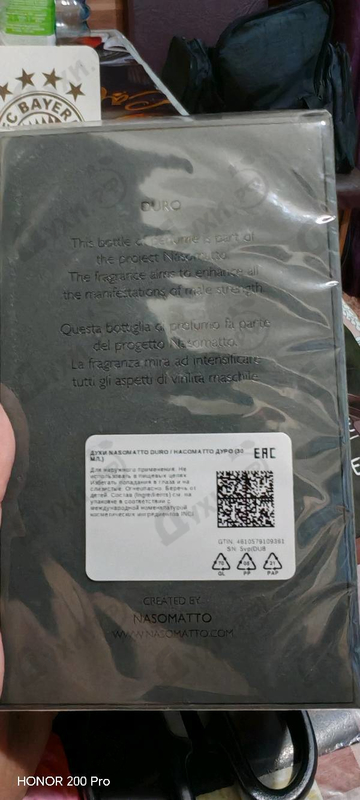 FC BAYER
DURO
This bottle of perfume is part of
the project Nasomatto.
The fragrance aims to enhance all
the manifestations of male strength
Questa bottiglia di profumo fa parte
del progetto Nasomatto.
La fragranza mira ad intensificare
tutti gli aspetti di virilità maschile
ДУХИ NASOMATTO DURO / НАСОМАТТО ДУРО (30
МЛ.)
EAC
Для наружного применения. Не
использовать в пищевых целях.
Избегать попадания в глаза и на
слизистые. Огнеопасно. Беречь от
детей. Состав (Ingredients) см. на
упаковке в соответствии с
международной номенклатурой
косметических ингредиентов INCI
SN:
GL
PP
PAP
CREATED BY
NASOMATTO
WWW.NASOMATTO.COM
HONOR 200 Pro